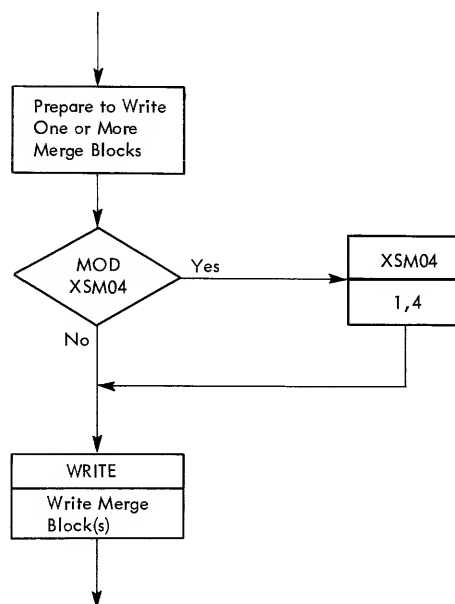 Prepare to Write
One or More
Merge Blocks
MOD
XSM04
Yes
XSM04
1,4
No
WRITE
Write Merge
Block(s)